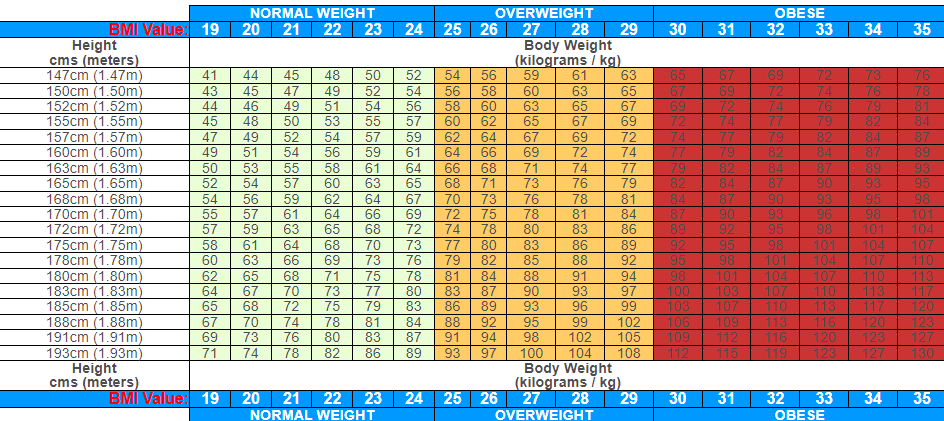 NORMAL WEIGHT OVERWEIGHT OBESE
BMI Value: 19 20 21 22 23 24 25 26 27 28 29 30 31 32 33 34 35
Height Body Weight
cms (meters) (kilograms / kg)
147cm (1.47m) 41 44 45 48 50 52 54 56 59 61 63 65 67 69 72 73 76
150cm (1.50m) 43 45 47 49 52 54 56 58 60 63 65 67 69 72 74 76 78
152cm (1.52m) 44 46 49 51 54 56 58 60 63 65 67 69 72 74 76 79 81
155cm (1.55m) 45 48 50 53 55 57 60 62 65 67 69 72 74 77 79 82 84
157cm (1.57m) 47 49 52 54 57 59 62 64 67 69 72 74 77 79 82 84 87
160cm (1.60m) 49 51 54 56 59 61 64 66 69 72 74 77 79 82 84 87 89
163cm (1.63m) 50 53 55 58 61 64 66 68 71 74 77 79 82 84 87 89 93
165cm (1.65m) 52 54 57 60 63 65 68 71 73 76 79 82 84 87 90 93 95
168cm (1.68m) 54 56 59 62 64 67 70 73 76 78 81 84 87 90 93 95 98
170cm (1.70m) 55 57 61 64 66 69 72 75 78 81 84 87 90 93 96 98 101
172cm (1.72m) 57 59 63 65 68 72 74 78 80 83 86 89 92 95 98 101 104
175cm (1.75m) 58 61 64 68 70 73 77 80 83 86 89 92 95 98 101 104 107
178cm (1.78m) 60 63 66 69 73 76 79 82 85 88 92 95 98 101 104 107 110
180cm (1.80m) 62 65 68 71 75 78 81 84 88 91 94 98 101 104 107 110 113
183cm (1.83m) 64 67 70 73 77 80 83 87 90 93 97 100 103 107 110 113 117
185cm (1.85m) 65 68 72 75 79 83 86 89 93 96 99 103 107 110 113 117 120
188cm (1.88m) 67 70 74 78 81 84 88 92 95 99 102 106 109 113 116 120 123
191cm (1.91m) 69 73 76 80 83 87 91 94 98 102 105 109 112 116 120 123 127
193cm (1.93m) 71 74 78 82 86 89 93 97 100 104 108 112 115 119 123 127 130
Height Body Weight
cms (meters) (kilograms / kg)
BMI Value: 19 20 21 22 23 24 25 26 27 28 29 30 31 32 33 34 35
NORMAL WEIGHT OVERWEIGHT OBESE